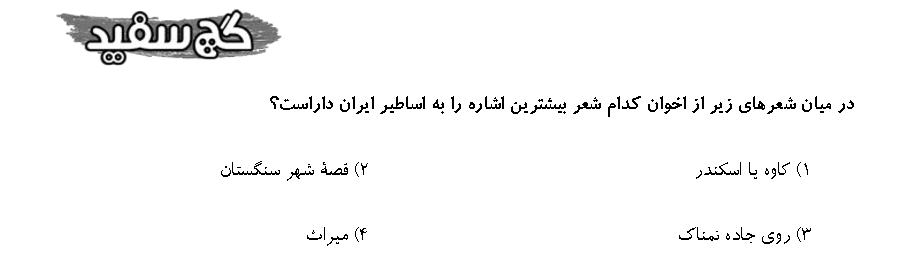 گچ سفید
در میان شعرهای زیر از اخوان کدام شعر بیشترین اشاره را به اساطیر ایران داراست؟
۱) کاوه یا اسکندر ۲) قصهٔ شهر سنگستان
۳) روی جاده نمناک ۴) میراث